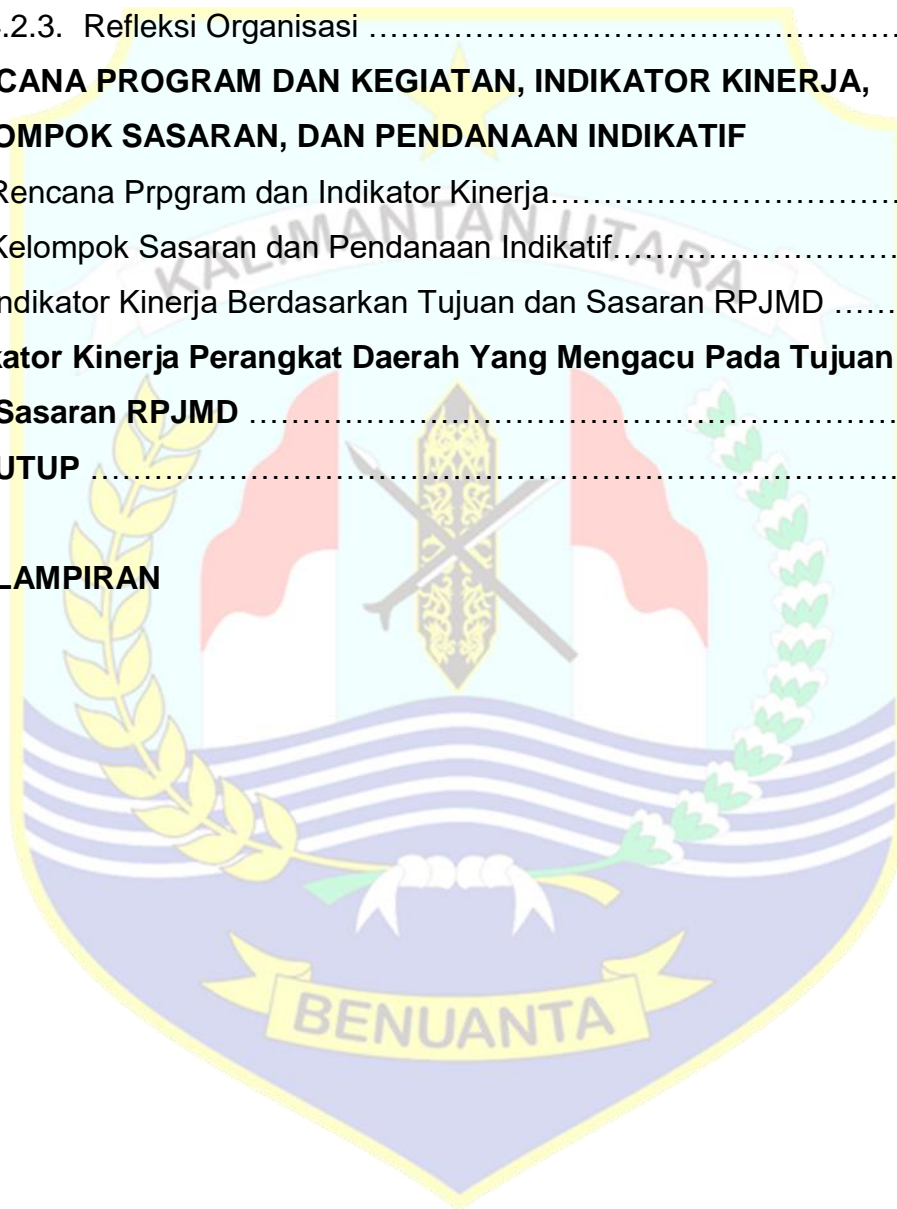 .2.3. Refleksi Organisasi ……………………………………………….
CANA PROGRAM DAN KEGIATAN, INDIKATOR KINERJA,
OMPOK SASARAN, DAN PENDANAAN INDIKATIF
Rencana Prpgram dan Indikator Kinerja………………………………….
Kelompok Sasaran dan Pendanaan Indikatif…………………………….
ndikator Kinerja Berdasarkan Tujuan dan Sasaran RPJMD ……
KALIMANTAN UTARA
kator Kinerja Perangkat Daerah Yang Mengacu Pada Tujuan
Sasaran RPJMD ……………………………………………………………….
UTUP …………………………………………………………………………….
LAMPIRAN
BENUANTA